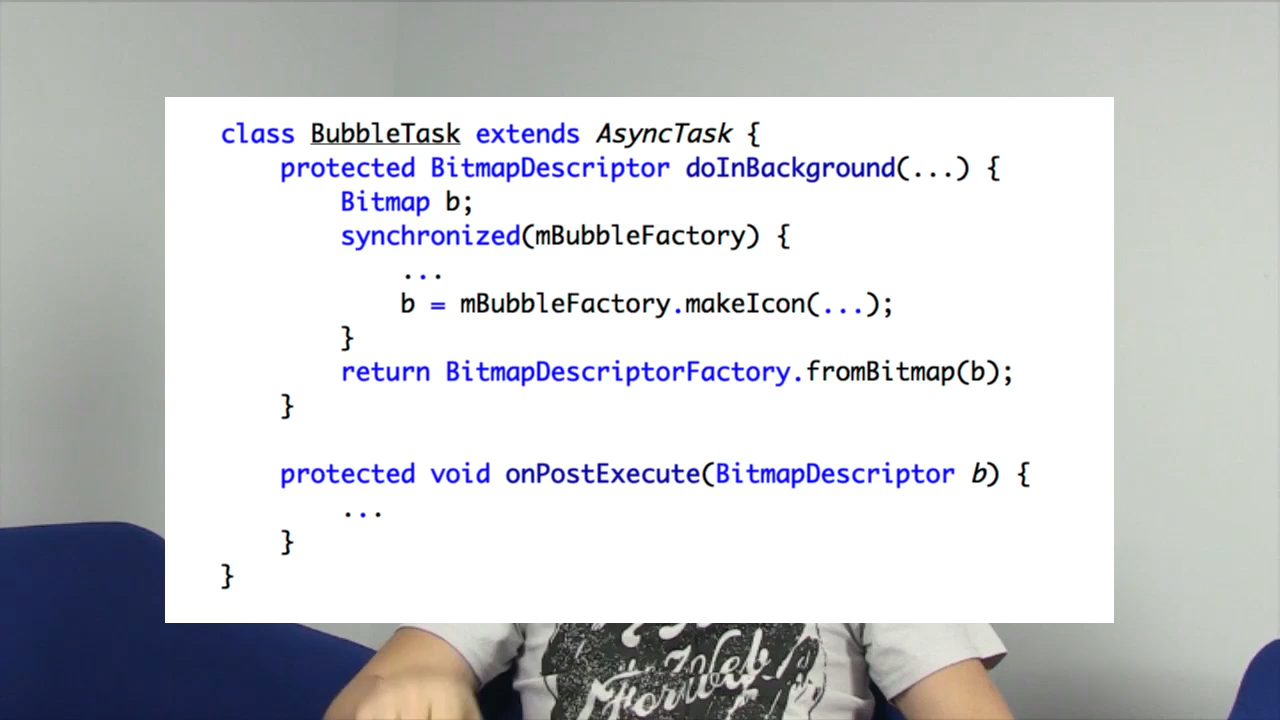 class BubbleTask extends AsyncTask {
protected BitmapDescriptor doInBackground(...) {
Bitmap b;
synchronized(mBubbleFactory) {
...
b = mBubbleFactory.makeIcon(...);
}
return BitmapDescriptorFactory.fromBitmap(b);
}
protected void onPostExecute(BitmapDescriptor b) {
...
}
}